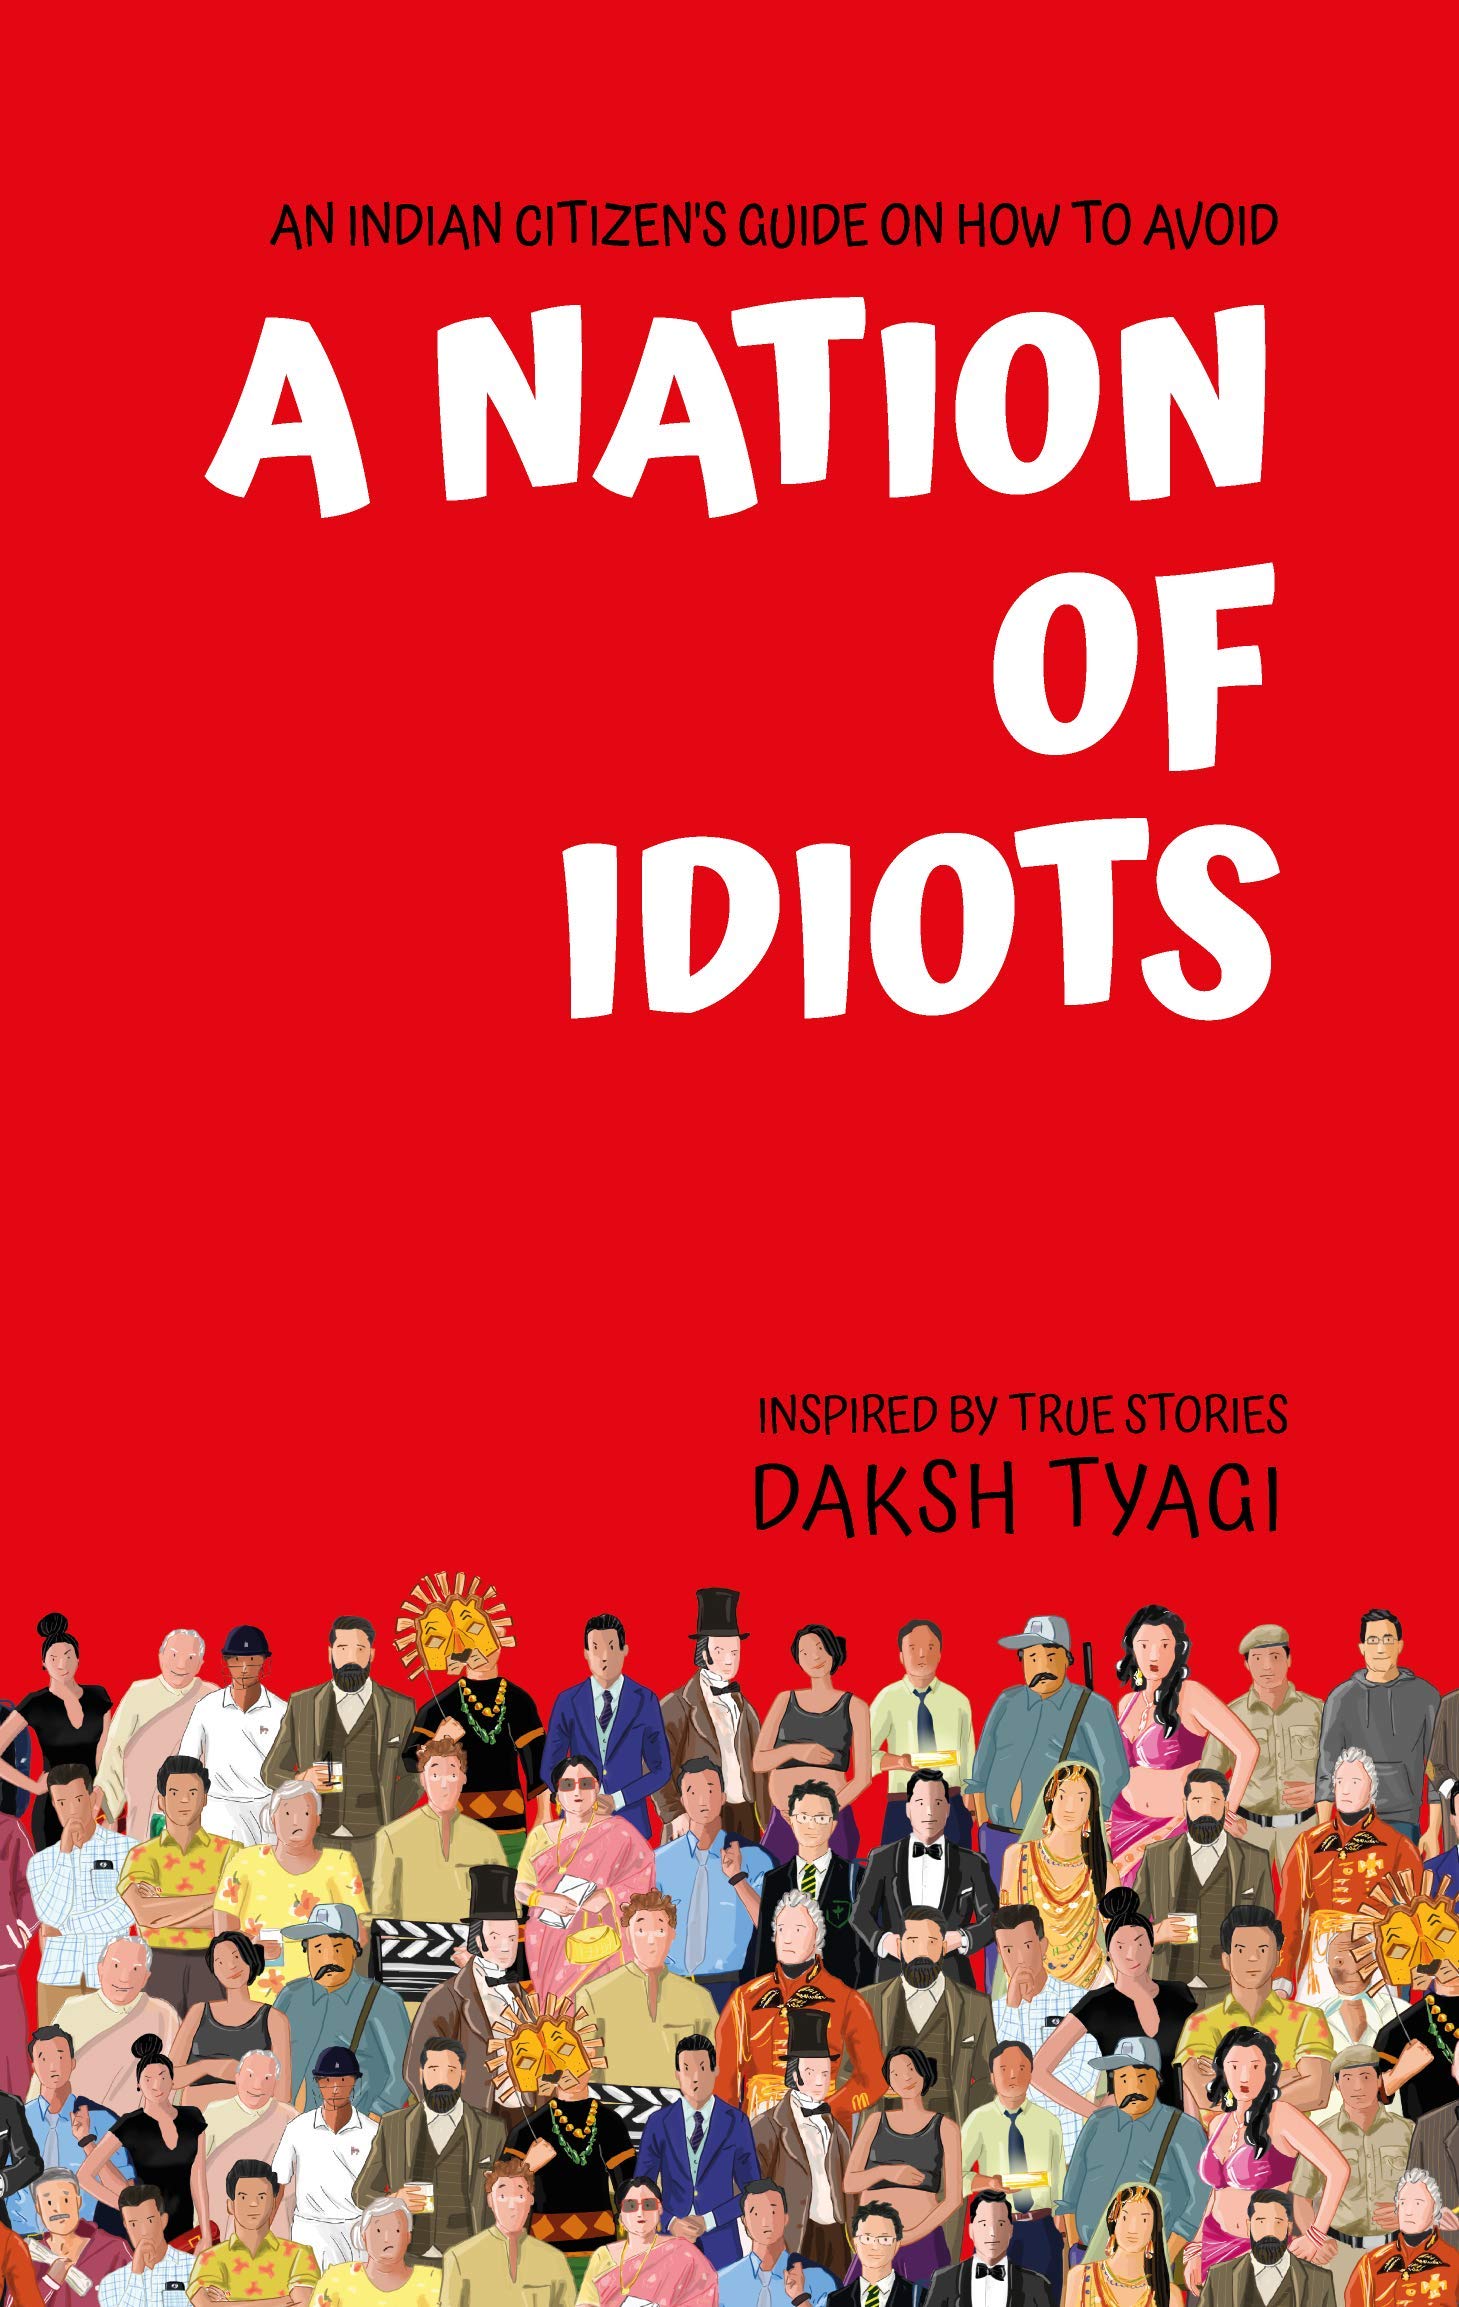 AN INDIAN CITIZEN'S GUIDE ON HOW TO AVOID
A NATION
OF
IDIOTS
INSPIRED BY TRUE STORIES
DAKSH TYAGI